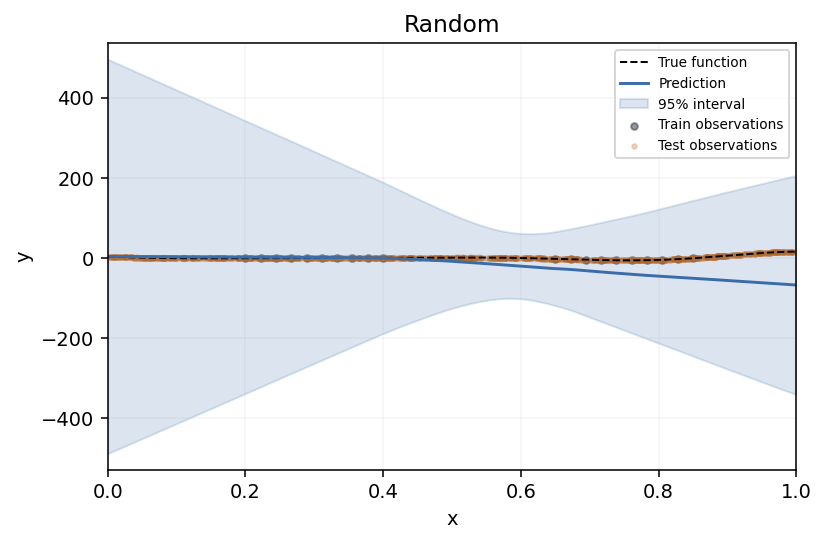 Random
True function
Prediction
95% interval
Train observations
Test observations
400
200
0
−200
−400
y
0.0
0.2
0.4
0.6
0.8
1.0
x